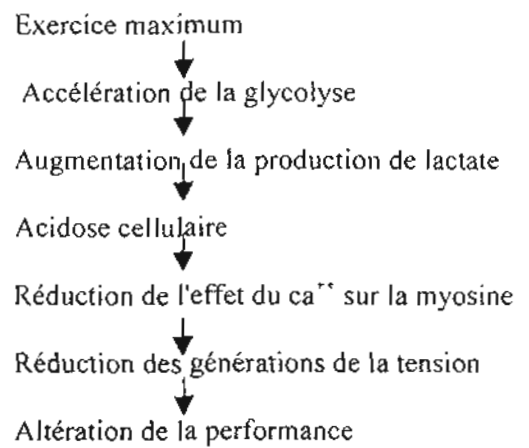 Exercice maximum
Accélération de la glycolyse
Augmentation de la production de lactate
Acidose cellulaire
Réduction de l'effet du ca⁺⁺ sur la myosine
Réduction des générations de la tension
Altération de la performance